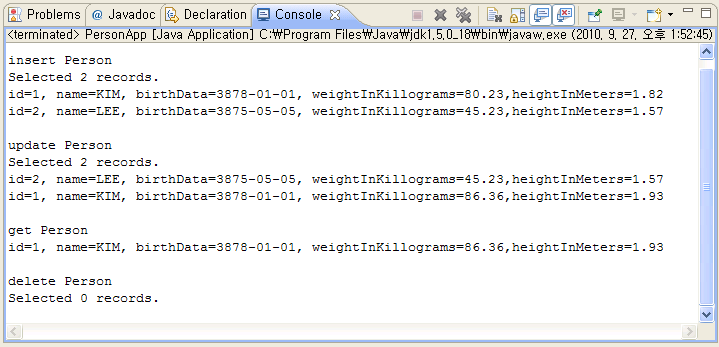 Problems @ Javadoc Declaration Console
<terminated> PersonApp [Java Application] C:₩Program Files₩Java₩jdk1,5,0_18₩bin₩javaw,exe (2010, 9, 27, 오후 1:52:45)
insert Person
Selected 2 records.
id=1, name=KIM, birthData=3878-01-01, weightInKillograms=80.23,heightInMeters=1.82
id=2, name=LEE, birthData=3875-05-05, weightInKillograms=45.23,heightInMeters=1.57
update Person
Selected 2 records.
id=2, name=LEE, birthData=3875-05-05, weightInKillograms=45.23,heightInMeters=1.57
id=1, name=KIM, birthData=3878-01-01, weightInKillograms=86.36,heightInMeters=1.93
get Person
id=1, name=KIM, birthData=3878-01-01, weightInKillograms=86.36,heightInMeters=1.93
delete Person
Selected 0 records.